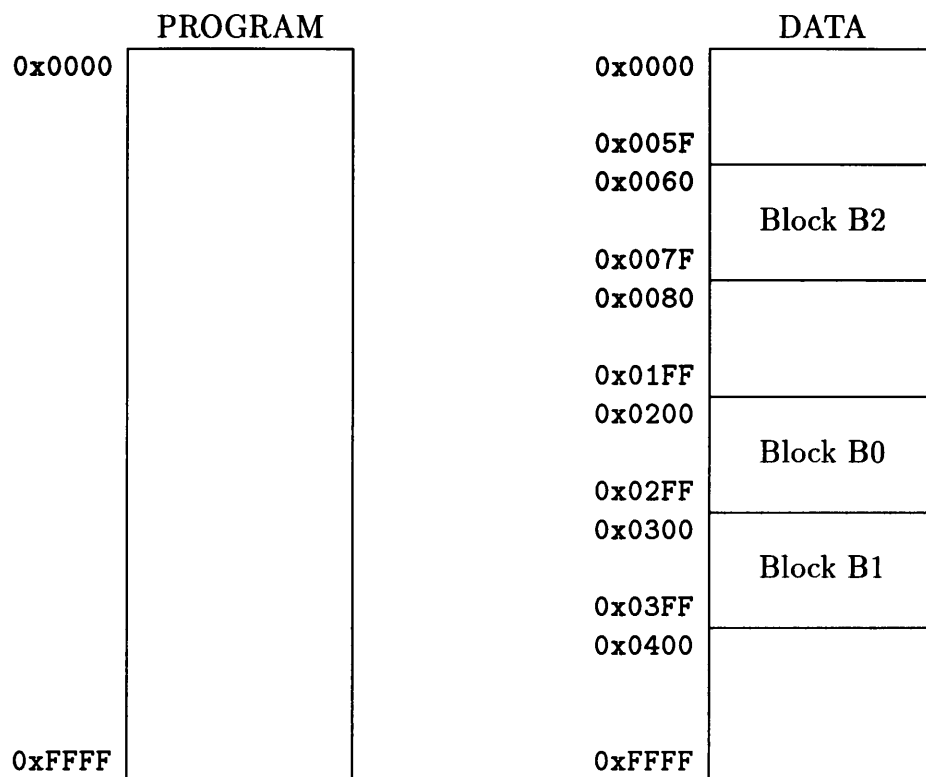 PROGRAM
0x0000
0xFFFF
DATA
0x0000
0x005F
0x0060
Block B2
0x007F
0x0080
0x01FF
0x0200
Block B0
0x02FF
0x0300
Block B1
0x03FF
0x0400
0xFFFF